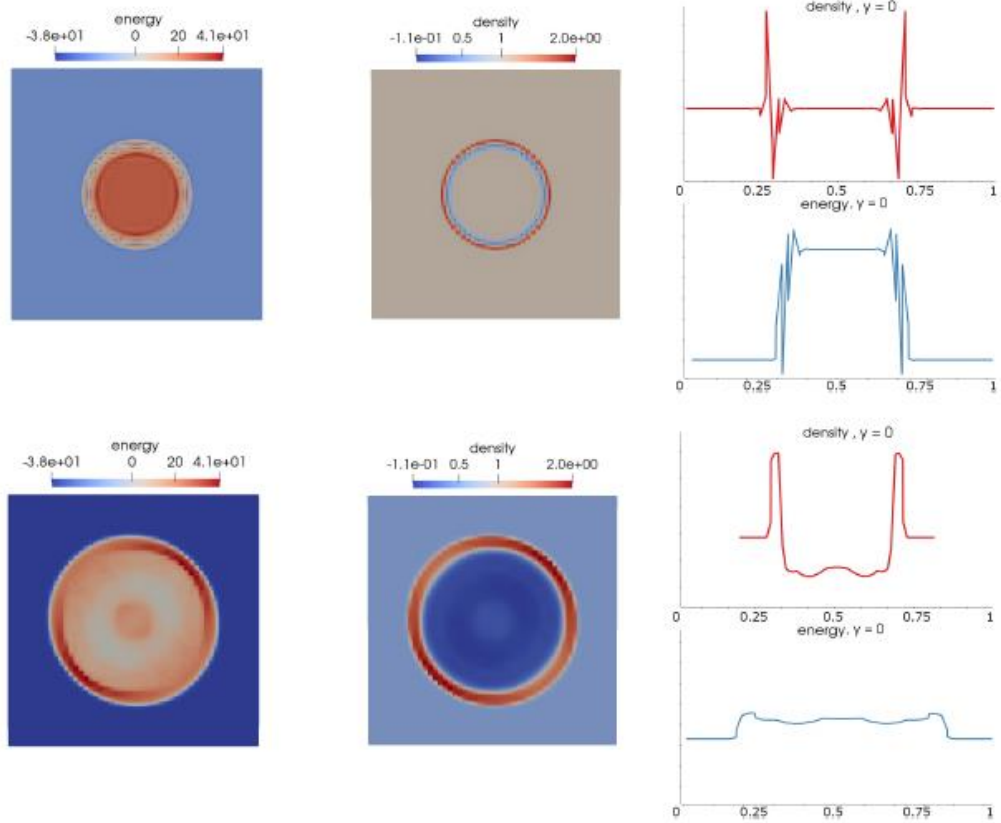 energy
-3.8e+01 0 20 4.1e+01
density
-1.1e-01 0.5 1 2.0e+00
density , y = 0
0 0.25 0.5 0.75 1
energy, y = 0
0 0.25 0.5 0.75 1
energy
-3.8e+01 0 20 4.1e+01
density
-1.1e-01 0.5 1 2.0e+00
density , y = 0
0 0.25 0.5 0.75 1
energy, y = 0
0 0.25 0.5 0.75 1